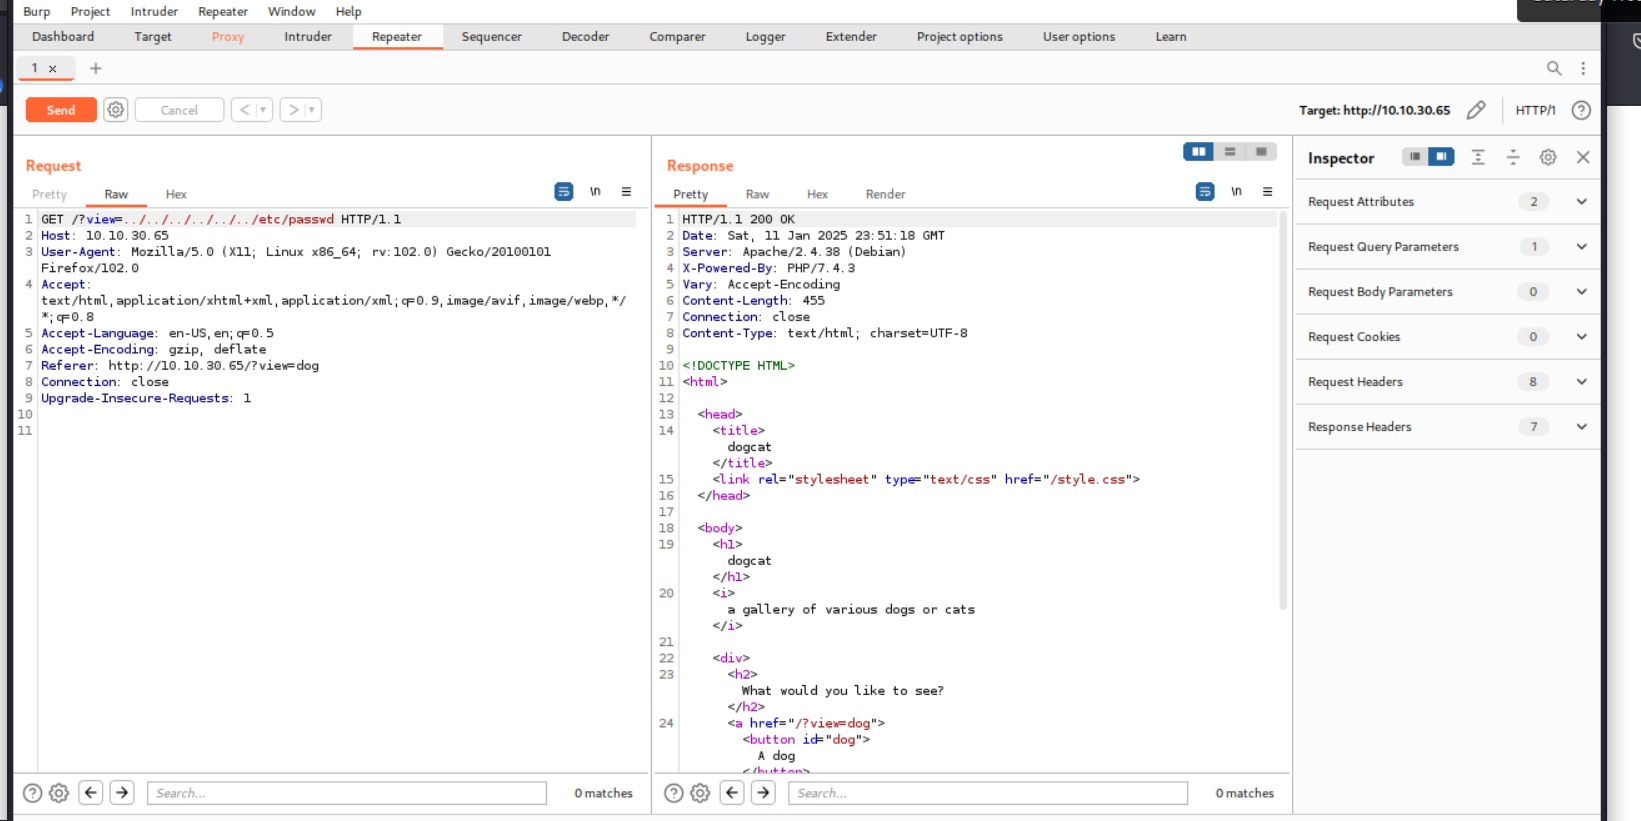 Burp Project Intruder Repeater Window Help
Dashboard Target Proxy Intruder Repeater Sequencer Decoder Comparer Logger Extender Project options User options Learn
1 ×
Send Cancel < >
Target: http://10.10.30.65 HTTP/1
Request
Pretty Raw Hex \n
1 GET /?view=../../../../../../etc/passwd HTTP/1.1
2 Host: 10.10.30.65
3 User-Agent: Mozilla/5.0 (X11; Linux x86_64; rv:102.0) Gecko/20100101
Firefox/102.0
4 Accept:
text/html,application/xhtml+xml,application/xml;q=0.9,image/avif,image/webp,*/
*;q=0.8
5 Accept-Language: en-US,en;q=0.5
6 Accept-Encoding: gzip, deflate
7 Referer: http://10.10.30.65/?view=dog
8 Connection: close
9 Upgrade-Insecure-Requests: 1
10
11
Search... 0 matches
Response
Pretty Raw Hex Render \n
1 HTTP/1.1 200 OK
2 Date: Sat, 11 Jan 2025 23:51:18 GMT
3 Server: Apache/2.4.38 (Debian)
4 X-Powered-By: PHP/7.4.3
5 Vary: Accept-Encoding
6 Content-Length: 455
7 Connection: close
8 Content-Type: text/html; charset=UTF-8
9
10 <!DOCTYPE HTML>
11 <html>
12
13 <head>
14 <title>
dogcat
</title>
15 <link rel="stylesheet" type="text/css" href="/style.css">
16 </head>
17
18 <body>
19 <h1>
dogcat
</h1>
20 <i>
a gallery of various dogs or cats
</i>
21
22 <div>
23 <h2>
What would you like to see?
</h2>
24 <a href="/?view=dog">
<button id="dog">
A dog
</button>
Search... 0 matches
Inspector
Request Attributes 2
Request Query Parameters 1
Request Body Parameters 0
Request Cookies 0
Request Headers 8
Response Headers 7